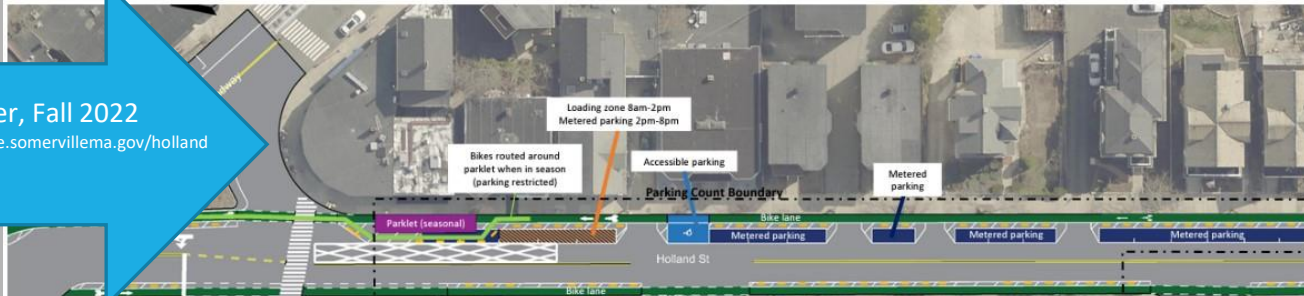 er, Fall 2022
e.somervillema.gov/holland
Loading zone 8am-2pm
Metered parking 2pm-8pm
Bikes routed around
parklet when in season
(parking restricted)
Accessible parking
Metered
parking
Parking Count Boundary
Parklet (seasonal)
Bike lane
Metered parking
Metered parking
Metered parking
Holland St
Bike lane